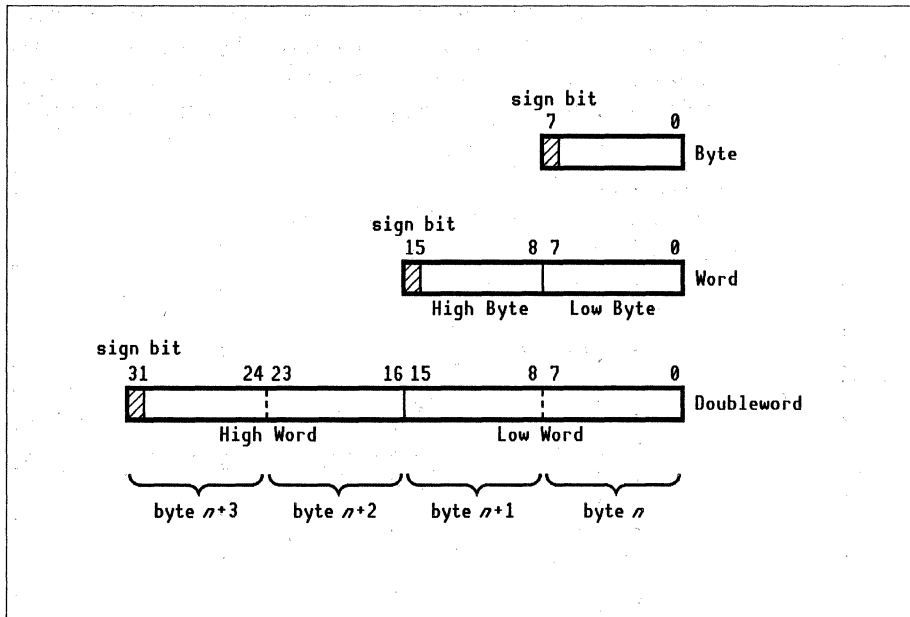 sign bit
7 0
Byte
sign bit
15 8 7 0
Word
High Byte Low Byte
sign bit
31 24 23 16 15 8 7 0
Doubleword
High Word Low Word
byte n+3 byte n+2 byte n+1 byte n